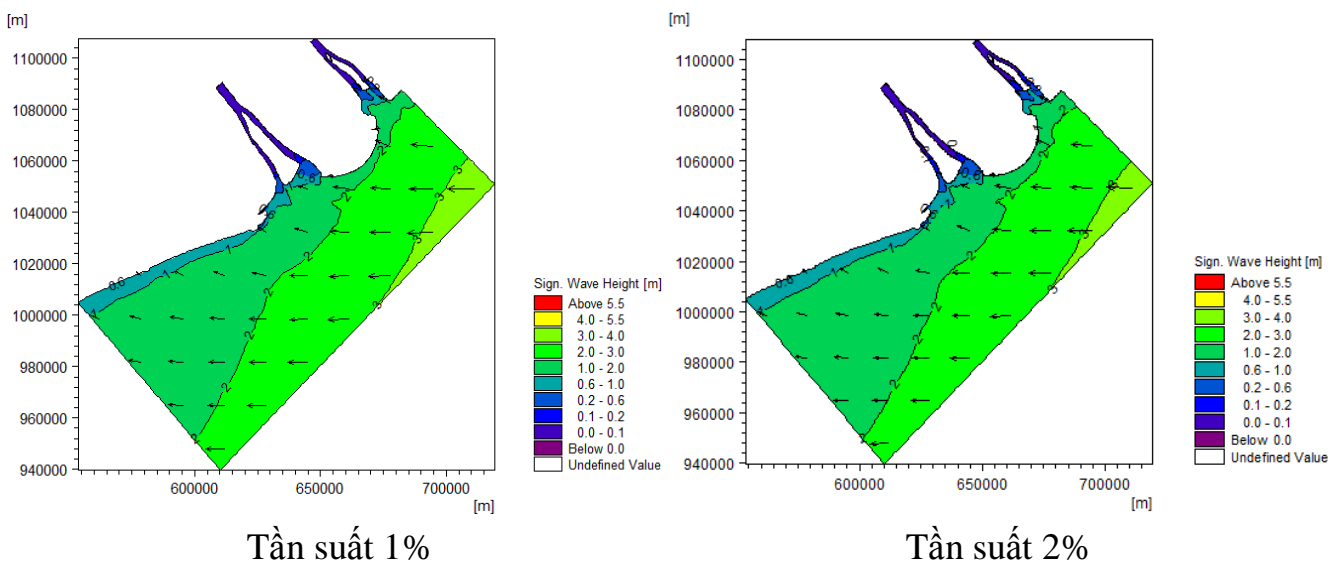 [m]
1100000
1080000
1060000
1040000
1020000
1000000
980000
960000
940000
600000 650000 700000
[m]
Sign. Wave Height [m]
Above 5.5
4.0 - 5.5
3.0 - 4.0
2.0 - 3.0
1.0 - 2.0
0.6 - 1.0
0.2 - 0.6
0.1 - 0.2
0.0 - 0.1
Below 0.0
Undefined Value
Tần suất 1%
[m]
1100000
1080000
1060000
1040000
1020000
1000000
980000
960000
940000
600000 650000 700000
[m]
Sign. Wave Height [m]
Above 5.5
4.0 - 5.5
3.0 - 4.0
2.0 - 3.0
1.0 - 2.0
0.6 - 1.0
0.2 - 0.6
0.1 - 0.2
0.0 - 0.1
Below 0.0
Undefined Value
Tần suất 2%